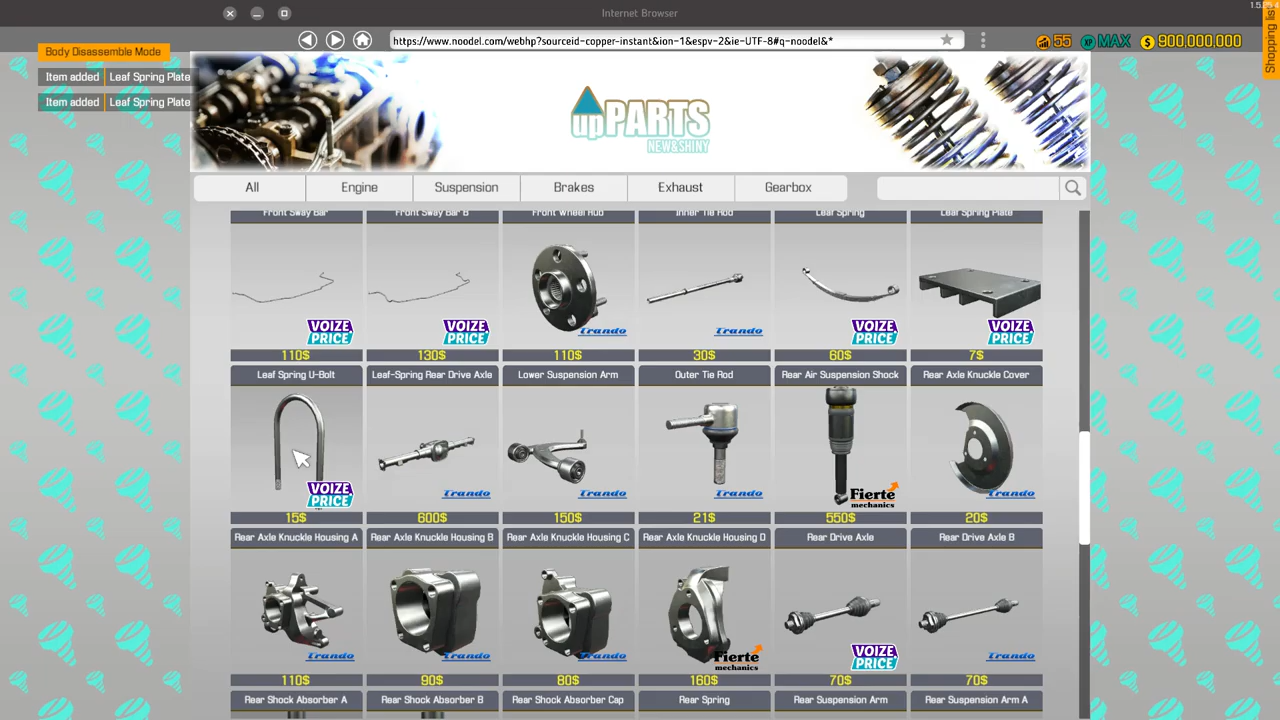 Internet Browser
1.5.25.4
Body Disassemble Mode
https://www.noodel.com/webhp?sourceid-copper-instant&ion-1&espv-2&ie-UTF-8#q-noodel&*
55
XP MAX
$ 900,000,000
Shopping list
Item added Leaf Spring Plate
Item added Leaf Spring Plate
upPARTS
NEW&SHINY
All Engine Suspension Brakes Exhaust Gearbox
Front Sway Bar Front Sway Bar B Front Wheel Hub Inner Tie Rod Leaf Spring Leaf Spring Plate
VOIZE PRICE VOIZE PRICE Trando Trando VOIZE PRICE VOIZE PRICE
110$ 130$ 110$ 30$ 60$ 7$
Leaf Spring U-Bolt Leaf-Spring Rear Drive Axle Lower Suspension Arm Outer Tie Rod Rear Air Suspension Shock Rear Axle Knuckle Cover
VOIZE PRICE Trando Trando Trando Fierte mechanics Trando
15$ 600$ 150$ 21$ 550$ 20$
Rear Axle Knuckle Housing A Rear Axle Knuckle Housing B Rear Axle Knuckle Housing C Rear Axle Knuckle Housing D Rear Drive Axle Rear Drive Axle B
Trando Trando Trando Fierte mechanics VOIZE PRICE Trando
110$ 90$ 80$ 160$ 70$ 70$
Rear Shock Absorber A Rear Shock Absorber B Rear Shock Absorber Cap Rear Spring Rear Suspension Arm Rear Suspension Arm A